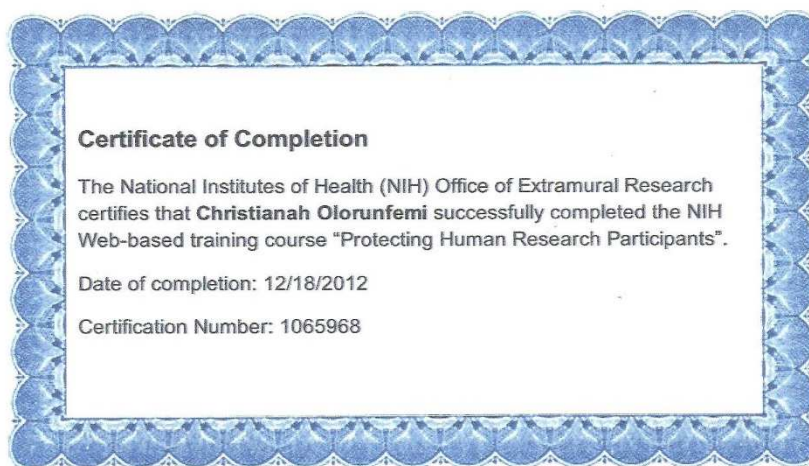 Certificate of Completion
The National Institutes of Health (NIH) Office of Extramural Research
certifies that Christianah Olorunfemi successfully completed the NIH
Web-based training course “Protecting Human Research Participants”.
Date of completion: 12/18/2012
Certification Number: 1065968